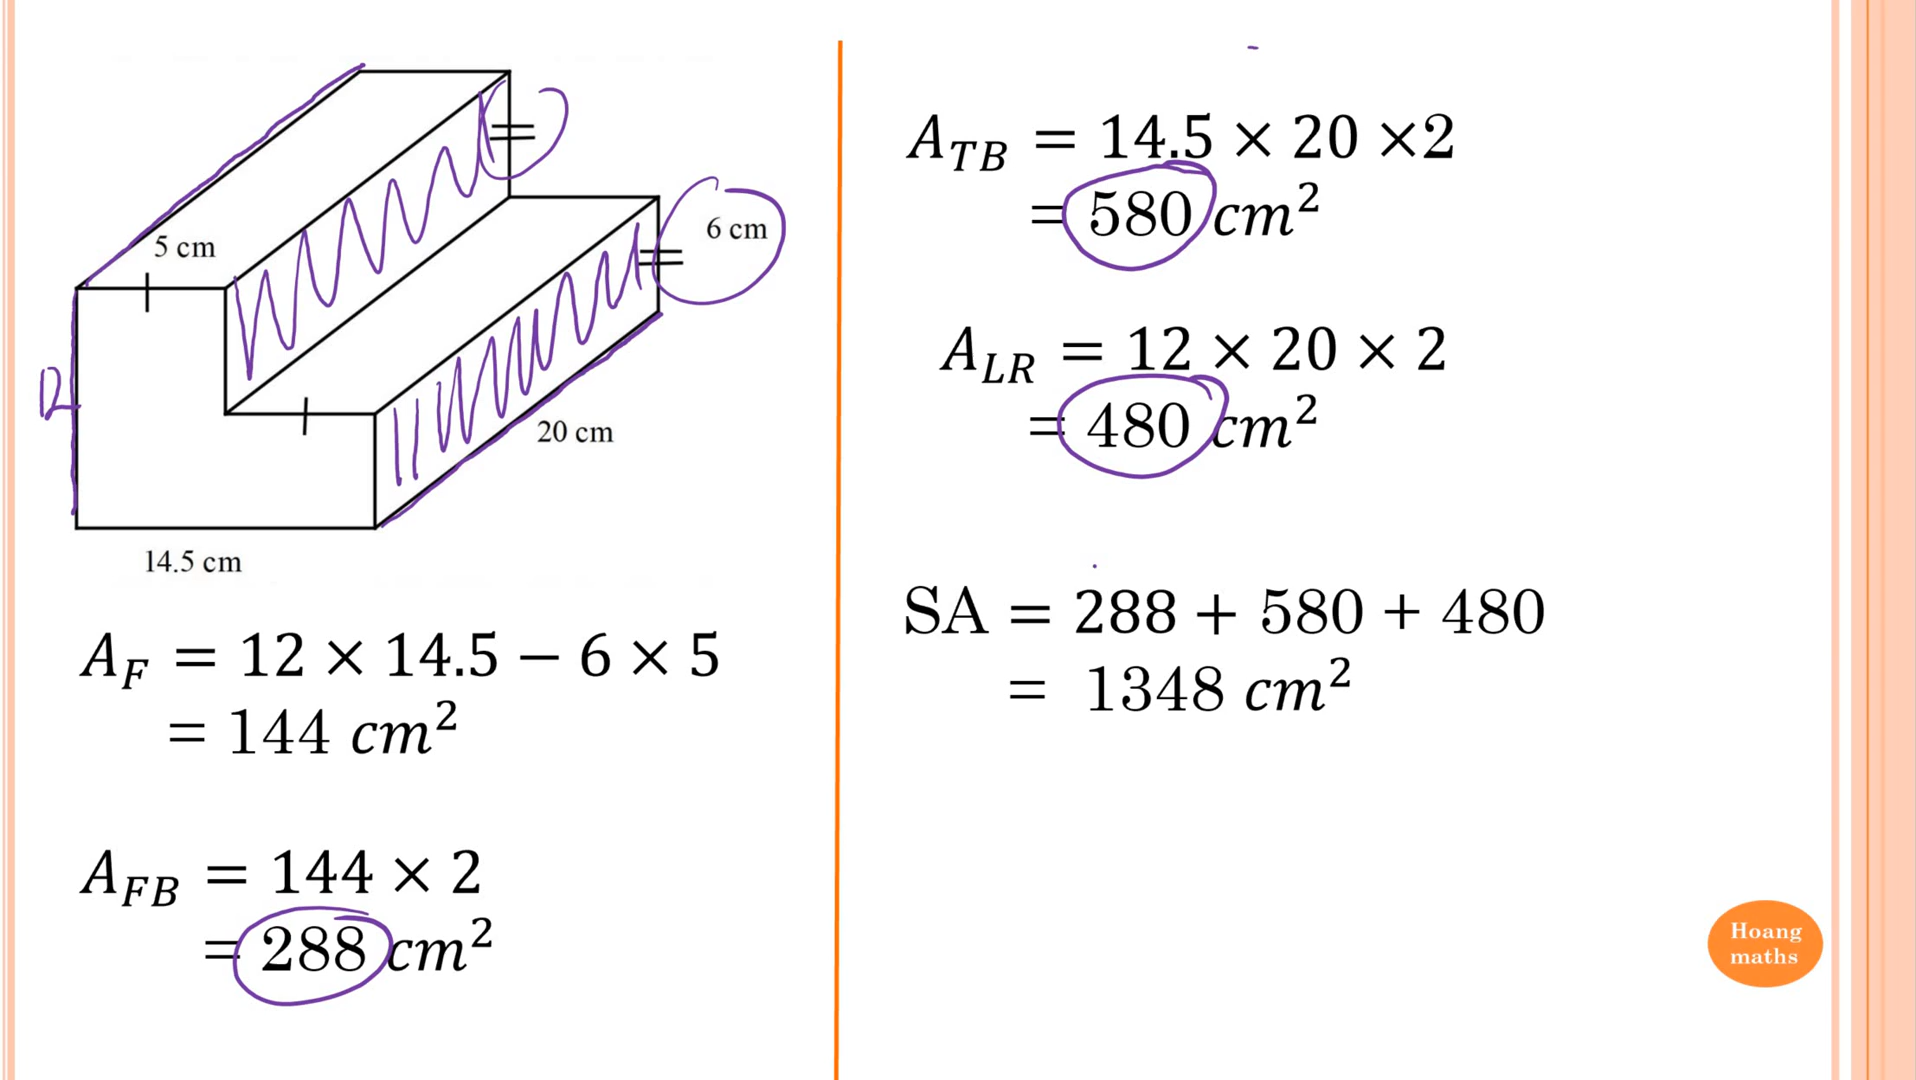 5 cm
6 cm
12
20 cm
14.5 cm
A_F = 12 × 14.5 − 6 × 5
= 144 cm²
A_FB = 144 × 2
= 288 cm²
A_TB = 14.5 × 20 ×2
= 580 cm²
A_LR = 12 × 20 × 2
= 480 cm²
SA = 288 + 580 + 480
= 1348 cm²
Hoang
maths